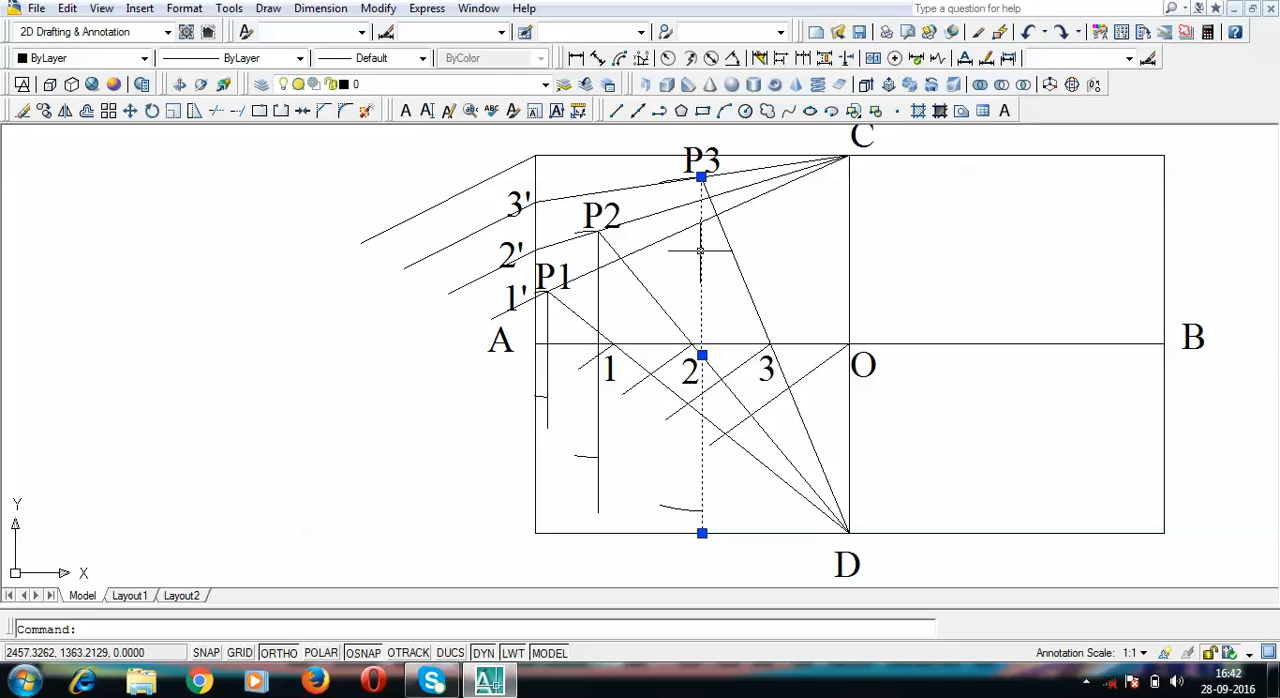 File Edit View Insert Format Tools Draw Dimension Modify Express Window Help Type a question for help
2D Drafting & Annotation
ByLayer ByLayer Default ByColor
0
C
P3
3'
P2
2'
P1
1'
A B
1 2 3 O
D
Y
X
Model Layout1 Layout2
Command:
2457.3262, 1363.2129, 0.0000 SNAP GRID ORTHO POLAR OSNAP OTRACK DUCS DYN LWT MODEL Annotation Scale: 1:1
16:42
28-09-2016